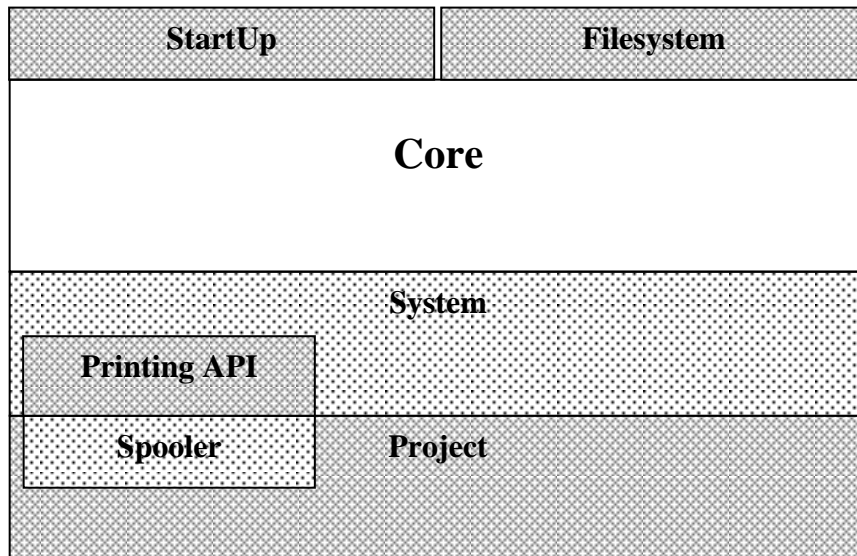 StartUp
Filesystem
Core
System
Printing API
Spooler
Project